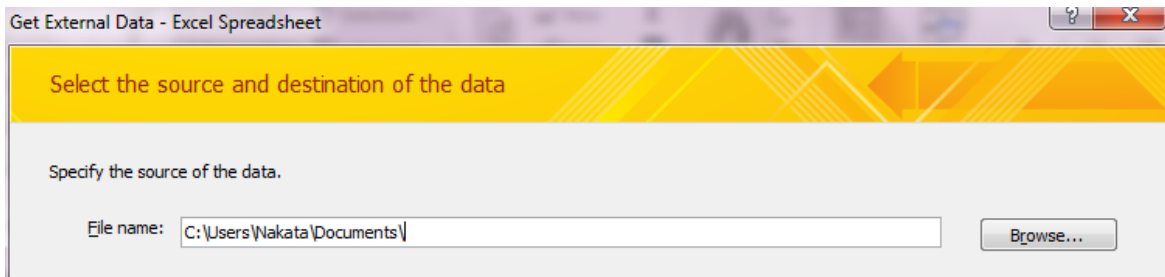 Get External Data - Excel Spreadsheet
Select the source and destination of the data
Specify the source of the data.
File name: C:\Users\Nakata\Documents\ Browse...